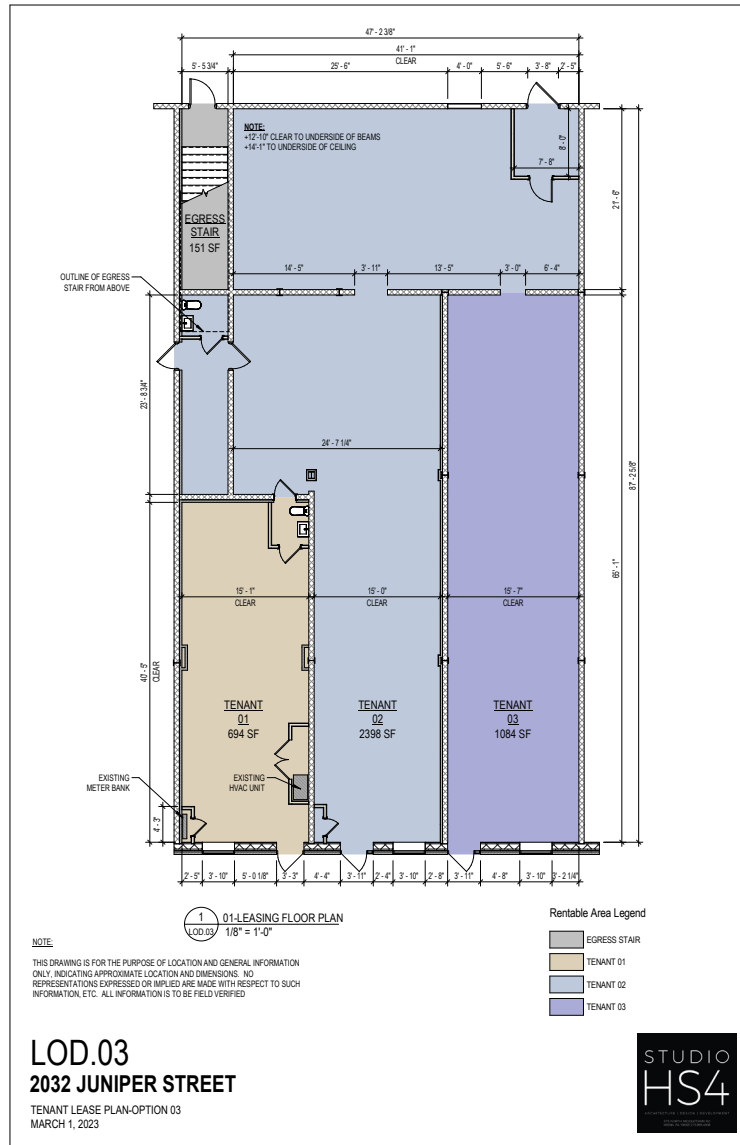 47' - 2 3/8"
41' - 1"
CLEAR
5' - 5 3/4"
25' - 6"
4' - 0"
5' - 6"
3' - 8"
2' - 5"
NOTE:
+12'-10" CLEAR TO UNDERSIDE OF BEAMS
+14'-1" TO UNDERSIDE OF CEILING
8' - 0"
7' - 8"
21' - 6"
EGRESS
STAIR
151 SF
OUTLINE OF EGRESS
STAIR FROM ABOVE
14' - 5"
3' - 11"
13' - 5"
3' - 0"
6' - 4"
23' - 8 3/4"
24' - 7 1/4"
87' - 2 5/8"
66' - 1"
15' - 1"
CLEAR
15' - 0"
CLEAR
15' - 7"
CLEAR
40' - 5"
CLEAR
TENANT
01
694 SF
TENANT
02
2398 SF
TENANT
03
1084 SF
EXISTING
METER BANK
EXISTING
HVAC UNIT
4' - 3"
2' - 5"
3' - 10"
5' - 0 1/8"
3' - 3"
4' - 4"
3' - 11"
2' - 4"
3' - 10"
2' - 8"
3' - 11"
4' - 8"
3' - 10"
3' - 2 1/4"
1
LOD.03
01-LEASING FLOOR PLAN
1/8" = 1'-0"
Rentable Area Legend
EGRESS STAIR
TENANT 01
TENANT 02
TENANT 03
NOTE:
THIS DRAWING IS FOR THE PURPOSE OF LOCATION AND GENERAL INFORMATION
ONLY, INDICATING APPROXIMATE LOCATION AND DIMENSIONS. NO
REPRESENTATIONS EXPRESSED OR IMPLIED ARE MADE WITH RESPECT TO SUCH
INFORMATION, ETC. ALL INFORMATION IS TO BE FIELD VERIFIED
LOD.03
2032 JUNIPER STREET
TENANT LEASE PLAN-OPTION 03
MARCH 1, 2023
STUDIO
HS4
ARCHITECTURE | DESIGN | DEVELOPMENT